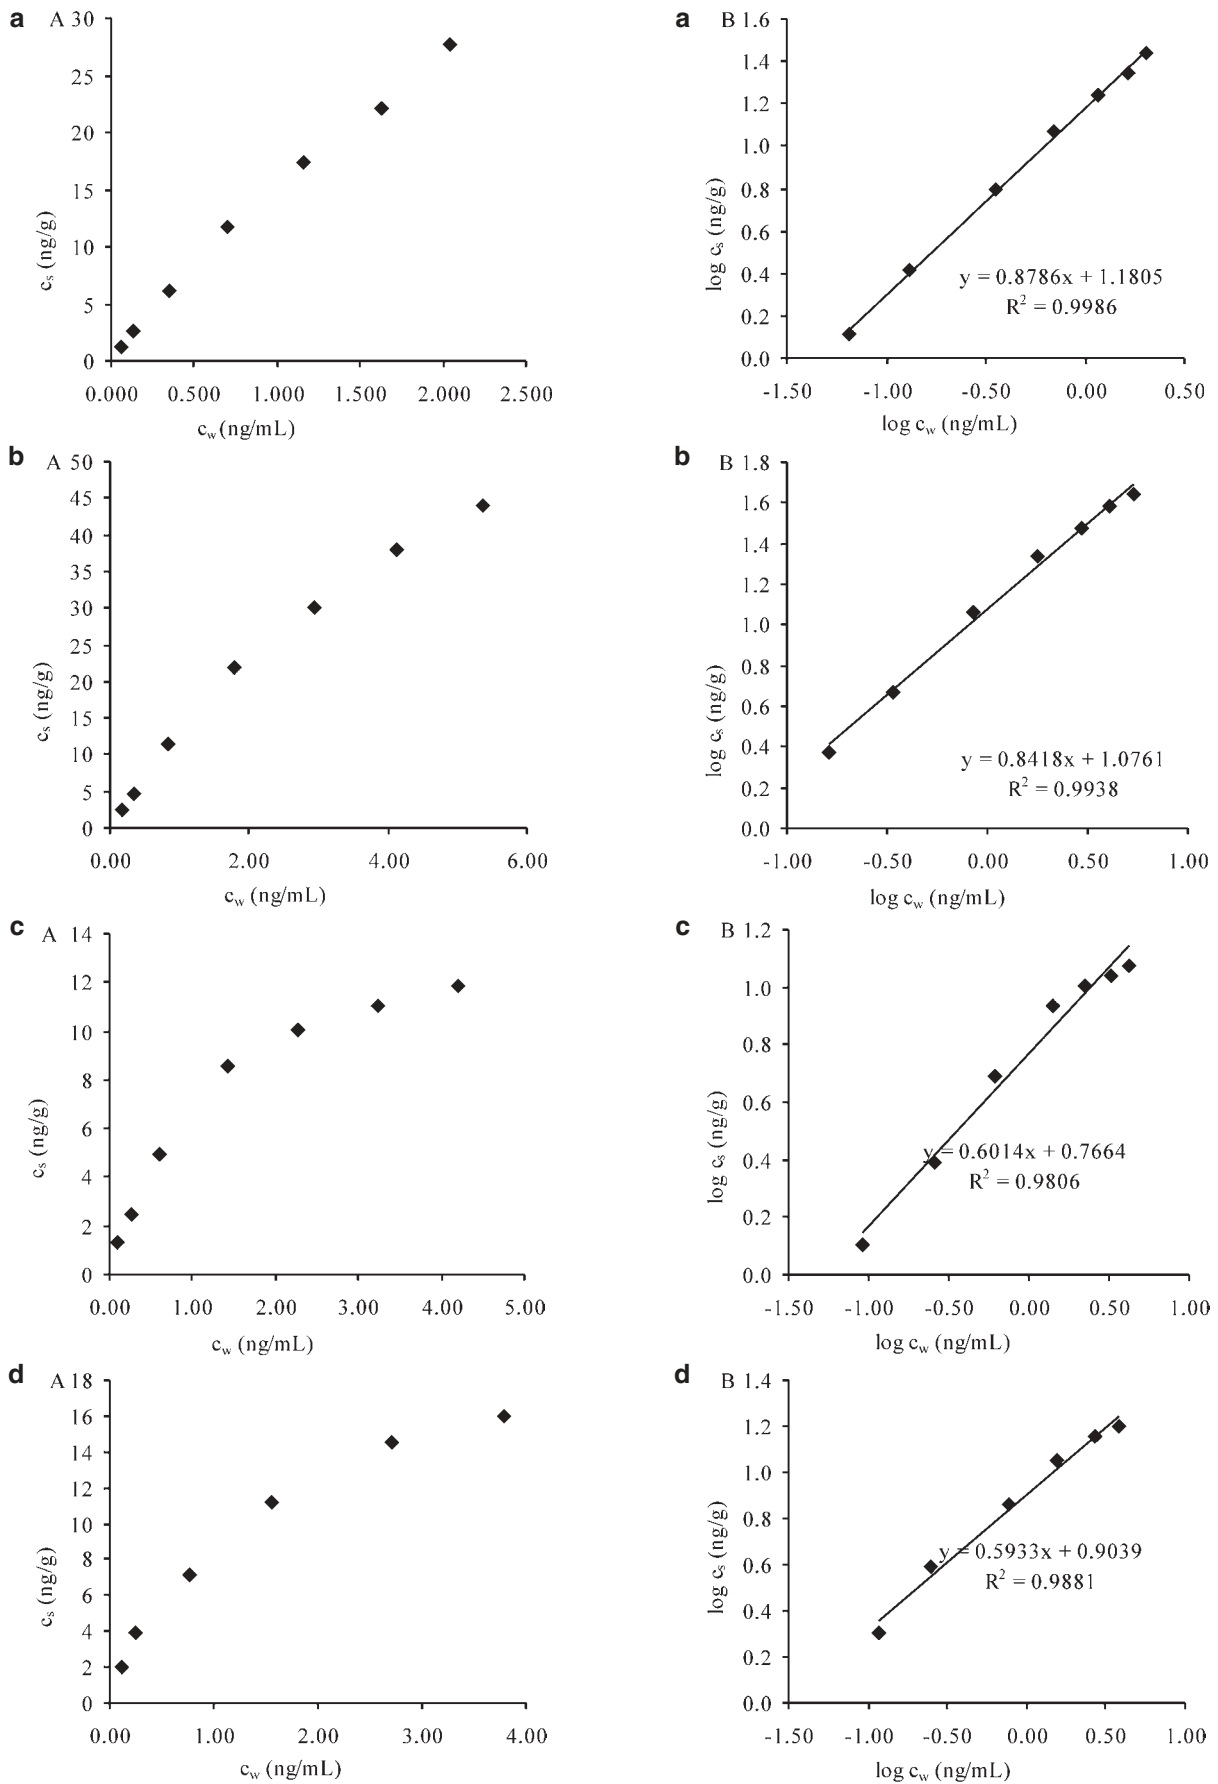 a A 30
25
20
15
10
5
0
0.000 0.500 1.000 1.500 2.000 2.500
cₛ (ng/g)
c_w (ng/mL)
a B 1.6
1.4
1.2
1.0
0.8
0.6
0.4
0.2
0.0
-1.50 -1.00 -0.50 0.00 0.50
log cₛ (ng/g)
y = 0.8786x + 1.1805
R² = 0.9986
log c_w (ng/mL)
b A 50
45
40
35
30
25
20
15
10
5
0
0.00 2.00 4.00 6.00
cₛ (ng/g)
c_w (ng/mL)
b B 1.8
1.6
1.4
1.2
1.0
0.8
0.6
0.4
0.2
0.0
-1.00 -0.50 0.00 0.50 1.00
log cₛ (ng/g)
y = 0.8418x + 1.0761
R² = 0.9938
log c_w (ng/mL)
c A 14
12
10
8
6
4
2
0
0.00 1.00 2.00 3.00 4.00 5.00
cₛ (ng/g)
c_w (ng/mL)
c B 1.2
1.0
0.8
0.6
0.4
0.2
0.0
-1.50 -1.00 -0.50 0.00 0.50 1.00
log cₛ (ng/g)
y = 0.6014x + 0.7664
R² = 0.9806
log c_w (ng/mL)
d A 18
16
14
12
10
8
6
4
2
0
0.00 1.00 2.00 3.00 4.00
cₛ (ng/g)
c_w (ng/mL)
d B 1.4
1.2
1.0
0.8
0.6
0.4
0.2
0.0
-1.50 -1.00 -0.50 0.00 0.50 1.00
log cₛ (ng/g)
y = 0.5933x + 0.9039
R² = 0.9881
log c_w (ng/mL)